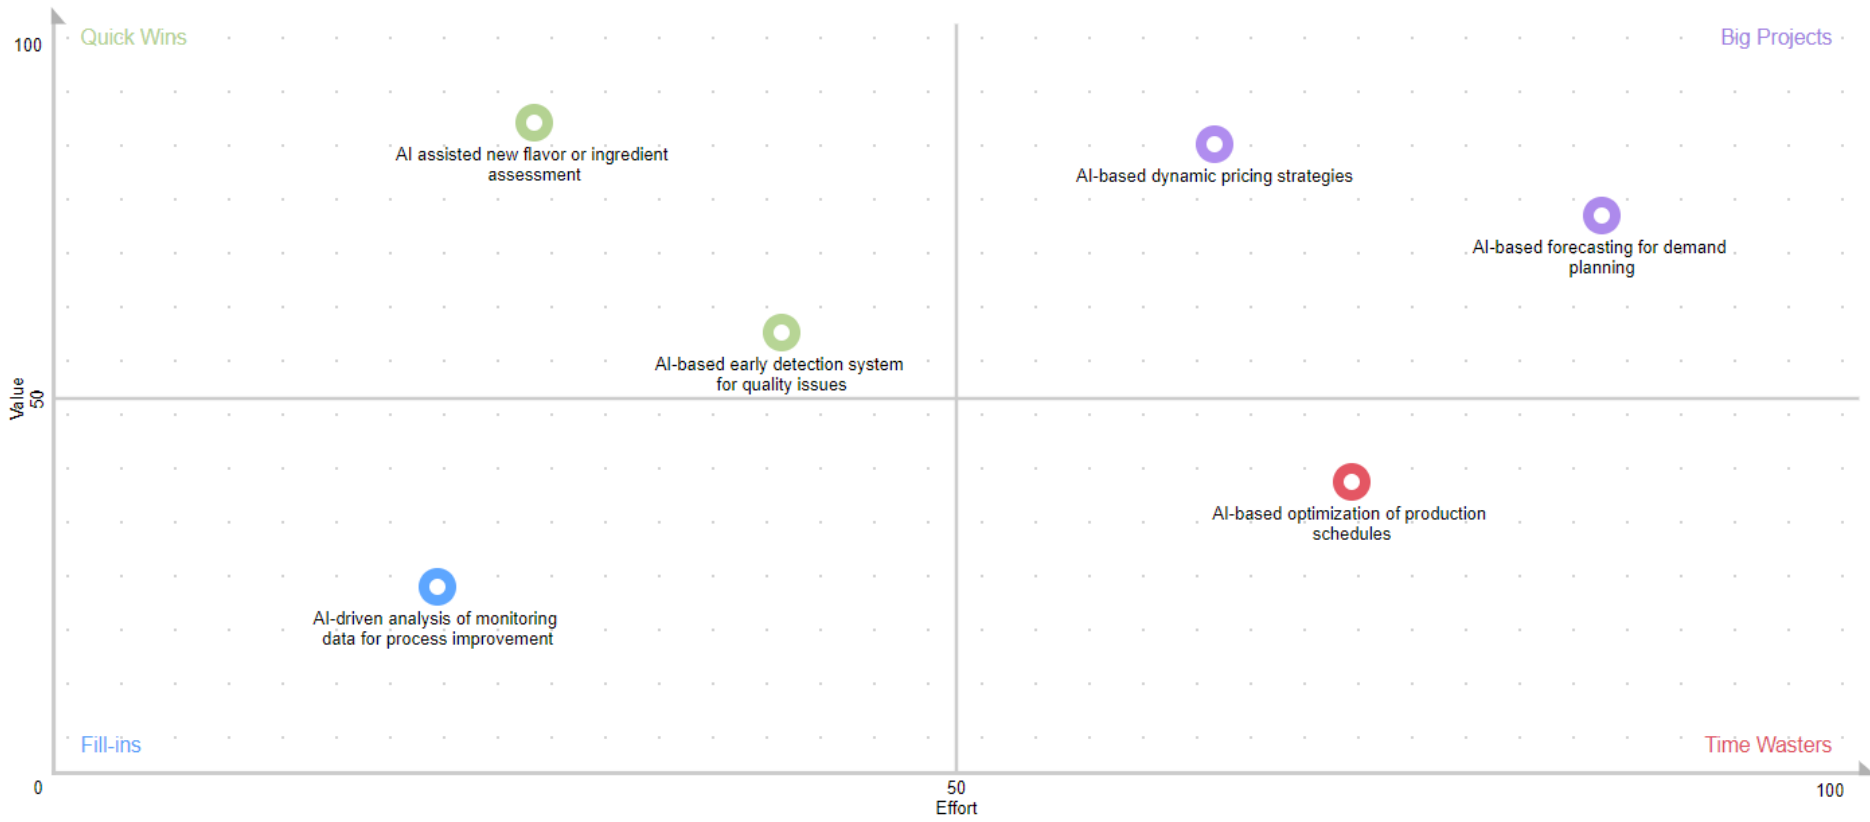 Quick Wins
Big Projects
100
AI assisted new flavor or ingredient
assessment
AI-based dynamic pricing strategies
AI-based forecasting for demand
planning
AI-based early detection system
for quality issues
Value
50
AI-based optimization of production
schedules
AI-driven analysis of monitoring
data for process improvement
Fill-ins
Time Wasters
0
50
100
Effort